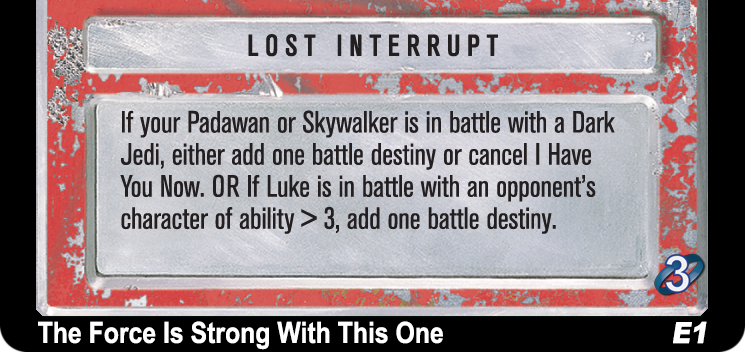 LOST INTERRUPT
If your Padawan or Skywalker is in battle with a Dark
Jedi, either add one battle destiny or cancel I Have
You Now. OR If Luke is in battle with an opponent's
character of ability > 3, add one battle destiny.
3
The Force Is Strong With This One E1